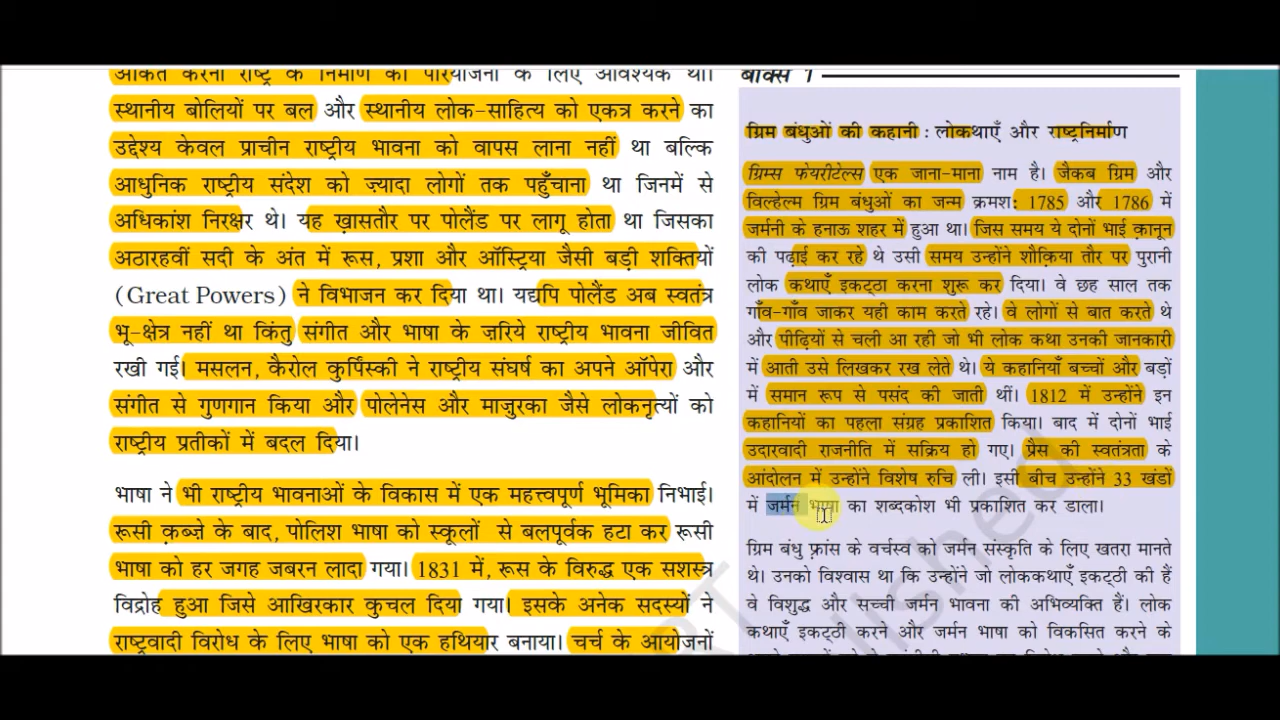 आंकित करना राष्ट्र के निर्माण की परियोजना के लिए आवश्यक था।
स्थानीय बोलियों पर बल और स्थानीय लोक-साहित्य को एकत्र करने का
उद्देश्य केवल प्राचीन राष्ट्रीय भावना को वापस लाना नहीं था बल्कि
आधुनिक राष्ट्रीय संदेश को ज़्यादा लोगों तक पहुँचाना था जिनमें से
अधिकांश निरक्षर थे। यह ख़ासतौर पर पोलैंड पर लागू होता था जिसका
अठारहवीं सदी के अंत में रूस, प्रशा और ऑस्ट्रिया जैसी बड़ी शक्तियों
(Great Powers) ने विभाजन कर दिया था। यद्यपि पोलैंड अब स्वतंत्र
भू-क्षेत्र नहीं था किंतु संगीत और भाषा के ज़रिये राष्ट्रीय भावना जीवित
रखी गई। मसलन, कैरोल कुर्पिंस्की ने राष्ट्रीय संघर्ष का अपने ऑपेरा और
संगीत से गुणगान किया और पोलेनेस और माज़ुरका जैसे लोकनृत्यों को
राष्ट्रीय प्रतीकों में बदल दिया।
भाषा ने भी राष्ट्रीय भावनाओं के विकास में एक महत्त्वपूर्ण भूमिका निभाई।
रूसी क़ब्ज़े के बाद, पोलिश भाषा को स्कूलों से बलपूर्वक हटा कर रूसी
भाषा को हर जगह जबरन लादा गया। 1831 में, रूस के विरुद्ध एक सशस्त्र
विद्रोह हुआ जिसे आखिरकार कुचल दिया गया। इसके अनेक सदस्यों ने
राष्ट्रवादी विरोध के लिए भाषा को एक हथियार बनाया। चर्च के आयोजनों
बॉक्स 1
ग्रिम बंधुओं की कहानी : लोकथाएँ और राष्ट्रनिर्माण
ग्रिम्स फेयरीटेल्स एक जाना-माना नाम है। जैकब ग्रिम और
विल्हेल्म ग्रिम बंधुओं का जन्म क्रमश: 1785 और 1786 में
जर्मनी के हनाऊ शहर में हुआ था। जिस समय ये दोनों भाई क़ानून
की पढ़ाई कर रहे थे उसी समय उन्होंने शौक़िया तौर पर पुरानी
लोक कथाएँ इकट्ठा करना शुरू कर दिया। वे छह साल तक
गाँव-गाँव जाकर यही काम करते रहे। वे लोगों से बात करते थे
और पीढ़ियों से चली आ रही जो भी लोक कथा उनकी जानकारी
में आती उसे लिखकर रख लेते थे। ये कहानियाँ बच्चों और बड़ों
में समान रूप से पसंद की जाती थीं। 1812 में उन्होंने इन
कहानियों का पहला संग्रह प्रकाशित किया। बाद में दोनों भाई
उदारवादी राजनीति में सक्रिय हो गए। प्रैस की स्वतंत्रता के
आंदोलन में उन्होंने विशेष रुचि ली। इसी बीच उन्होंने 33 खंडों
में जर्मन भाषा का शब्दकोश भी प्रकाशित कर डाला।
ग्रिम बंधु फ़्रांस के वर्चस्व को जर्मन संस्कृति के लिए खतरा मानते
थे। उनको विश्वास था कि उन्होंने जो लोककथाएँ इकट्ठी की हैं
वे विशुद्ध और सच्ची जर्मन भावना की अभिव्यक्ति हैं। लोक
कथाएँ इकट्ठी करने और जर्मन भाषा को विकसित करने के